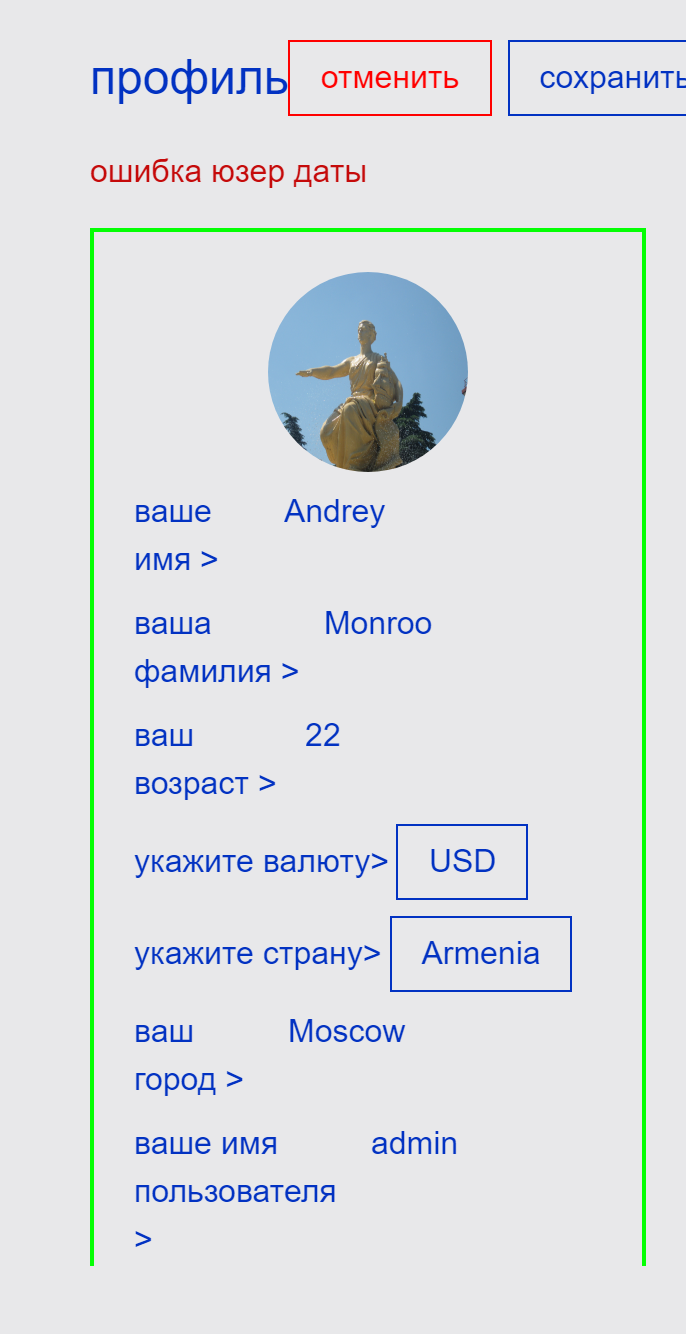 профиль отменить сохранить
ошибка юзер даты
ваше Andrey
имя >
ваша Monroo
фамилия >
ваш 22
возраст >
укажите валюту> USD
укажите страну> Armenia
ваш Moscow
город >
ваше имя admin
пользователя
>